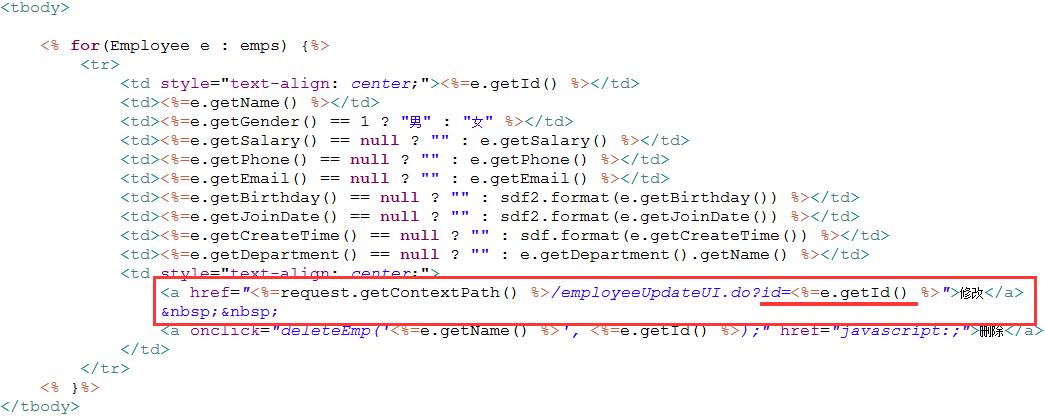 <tbody>
<% for(Employee e : emps) {%>
<tr>
<td style="text-align: center;"><%=e.getId() %></td>
<td><%=e.getName() %></td>
<td><%=e.getGender() == 1 ? "男" : "女" %></td>
<td><%=e.getSalary() == null ? "" : e.getSalary() %></td>
<td><%=e.getPhone() == null ? "" : e.getPhone() %></td>
<td><%=e.getEmail() == null ? "" : e.getEmail() %></td>
<td><%=e.getBirthday() == null ? "" : sdf2.format(e.getBirthday()) %></td>
<td><%=e.getJoinDate() == null ? "" : sdf2.format(e.getJoinDate()) %></td>
<td><%=e.getCreateTime() == null ? "" : sdf.format(e.getCreateTime()) %></td>
<td><%=e.getDepartment() == null ? "" : e.getDepartment().getName() %></td>
<td style="text-align: center;">
<a href="<%=request.getContextPath() %>/employeeUpdateUI.do?id=<%=e.getId() %>">修改</a>
&nbsp;&nbsp;
<a onclick="deleteEmp('<%=e.getName() %>', <%=e.getId() %>);" href="javascript:;">删除</a>
</td>
</tr>
<% }%>
</tbody>